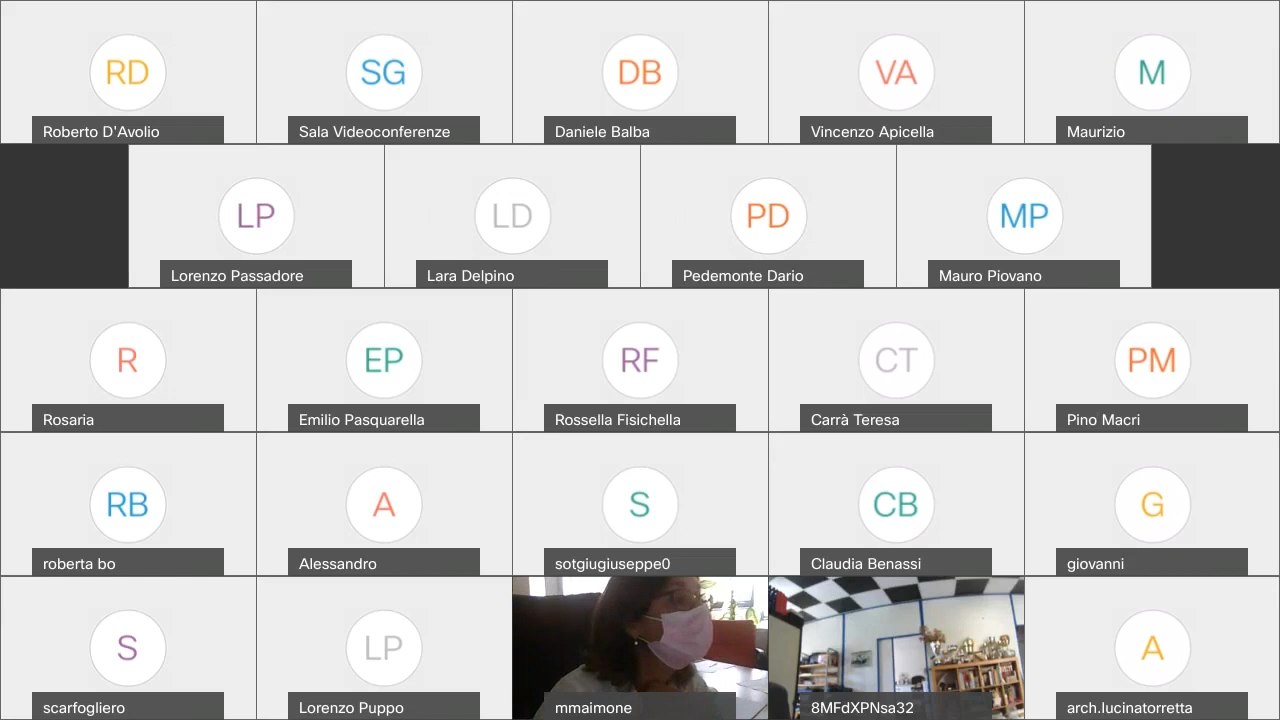 RD
Roberto D'Avolio
SG
Sala Videoconferenze
DB
Daniele Balba
VA
Vincenzo Apicella
M
Maurizio
LP
Lorenzo Passadore
LD
Lara Delpino
PD
Pedemonte Dario
MP
Mauro Piovano
R
Rosaria
EP
Emilio Pasquarella
RF
Rossella Fisichella
CT
Carrà Teresa
PM
Pino Macri
RB
roberta bo
A
Alessandro
S
sotgiugiuseppe0
CB
Claudia Benassi
G
giovanni
S
scarfogliero
LP
Lorenzo Puppo
mmaimone
8MFdXPNsa32
A
arch.lucinatorretta